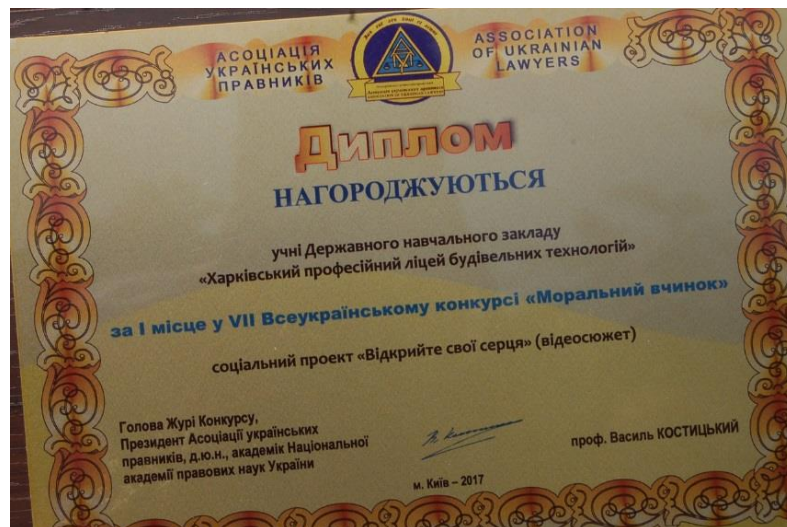 АСОЦІАЦІЯ
УКРАЇНСЬКИХ
ПРАВНИКІВ
ASSOCIATION
OF UKRAINIAN
LAWYERS
Диплом
НАГОРОДЖУЮТЬСЯ
учні Державного навчального закладу
«Харківський професійний ліцей будівельних технологій»
за І місце у VII Всеукраїнському конкурсі «Моральний вчинок»
соціальний проект «Відкрийте свої серця» (відеосюжет)
Голова Журі Конкурсу,
Президент Асоціації українських
правників, д.ю.н., академік Національної
академії правових наук України
проф. Василь КОСТИЦЬКИЙ
м. Київ – 2017